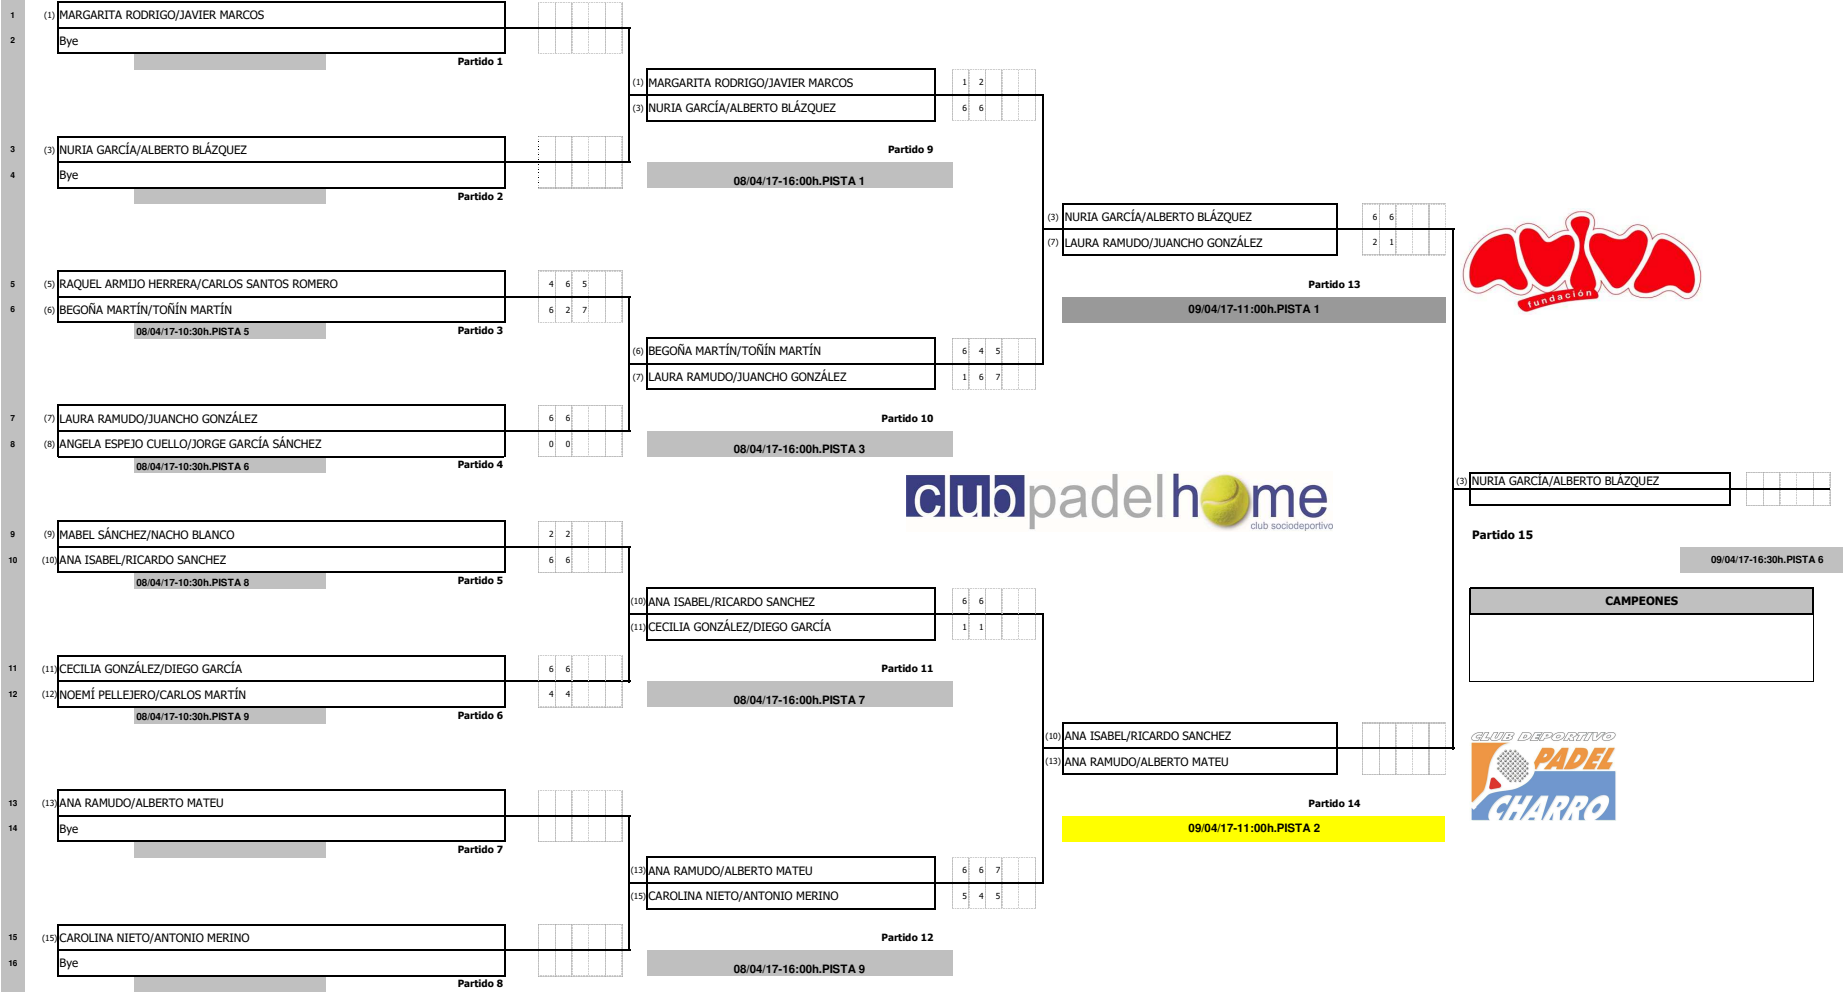 1 (1) MARGARITA RODRIGO/JAVIER MARCOS
2 Bye
Partido 1
3 (3) NURIA GARCÍA/ALBERTO BLÁZQUEZ
4 Bye
Partido 2
5 (5) RAQUEL ARMIJO HERRERA/CARLOS SANTOS ROMERO 4 6 5
6 (6) BEGOÑA MARTÍN/TOÑÍN MARTÍN 6 2 7
08/04/17-10:30h.PISTA 5 Partido 3
7 (7) LAURA RAMUDO/JUANCHO GONZÁLEZ 6 6
8 (8) ANGELA ESPEJO CUELLO/JORGE GARCÍA SÁNCHEZ 0 0
08/04/17-10:30h.PISTA 6 Partido 4
9 (9) MABEL SÁNCHEZ/NACHO BLANCO 2 2
10 (10) ANA ISABEL/RICARDO SANCHEZ 6 6
08/04/17-10:30h.PISTA 8 Partido 5
11 (11) CECILIA GONZÁLEZ/DIEGO GARCÍA 6 6
12 (12) NOEMÍ PELLEJERO/CARLOS MARTÍN 4 4
08/04/17-10:30h.PISTA 9 Partido 6
13 (13) ANA RAMUDO/ALBERTO MATEU
14 Bye
Partido 7
15 (15) CAROLINA NIETO/ANTONIO MERINO
16 Bye
Partido 8
(1) MARGARITA RODRIGO/JAVIER MARCOS 1 2
(3) NURIA GARCÍA/ALBERTO BLÁZQUEZ 6 6
Partido 9
08/04/17-16:00h.PISTA 1
(6) BEGOÑA MARTÍN/TOÑÍN MARTÍN 6 4 5
(7) LAURA RAMUDO/JUANCHO GONZÁLEZ 1 6 7
Partido 10
08/04/17-16:00h.PISTA 3
(10) ANA ISABEL/RICARDO SANCHEZ 6 6
(11) CECILIA GONZÁLEZ/DIEGO GARCÍA 1 1
Partido 11
08/04/17-16:00h.PISTA 7
(13) ANA RAMUDO/ALBERTO MATEU 6 6 7
(15) CAROLINA NIETO/ANTONIO MERINO 5 4 5
Partido 12
08/04/17-16:00h.PISTA 9
(3) NURIA GARCÍA/ALBERTO BLÁZQUEZ 6 6
(7) LAURA RAMUDO/JUANCHO GONZÁLEZ 2 1
Partido 13
09/04/17-11:00h.PISTA 1
clubpadelhome
club sociodeportivo
(10) ANA ISABEL/RICARDO SANCHEZ
(13) ANA RAMUDO/ALBERTO MATEU
Partido 14
09/04/17-11:00h.PISTA 2
aviva
fundación
(3) NURIA GARCÍA/ALBERTO BLÁZQUEZ
Partido 15
09/04/17-16:30h.PISTA 6
CAMPEONES
CLUB DEPORTIVO
PADEL
CHARRO